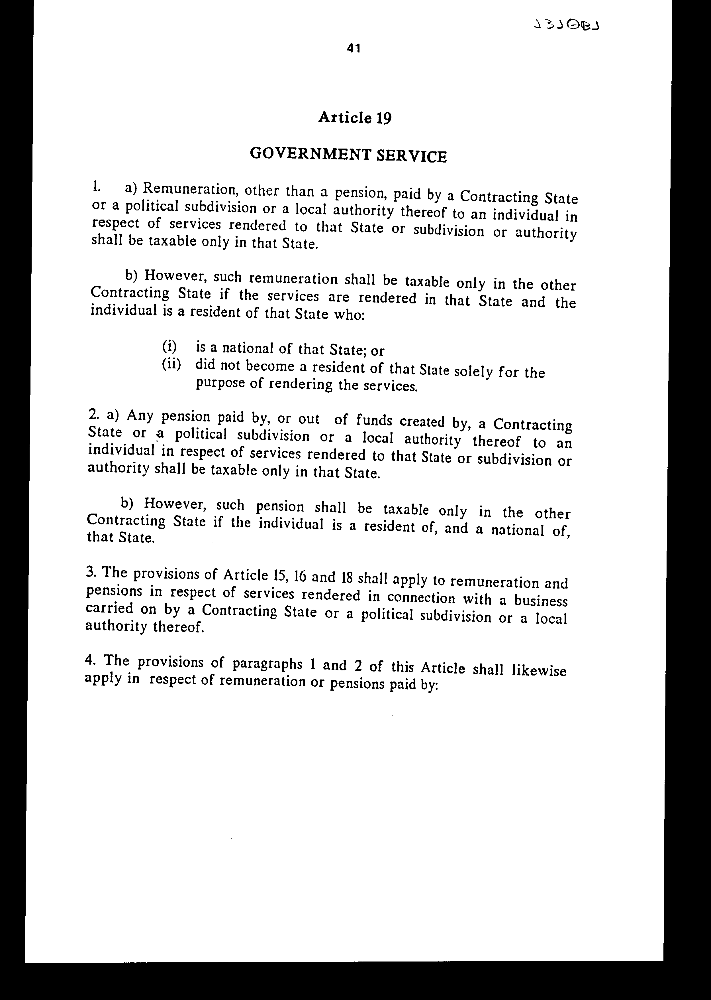 41
Article 19
GOVERNMENT SERVICE
1. a) Remuneration, other than a pension, paid by a Contracting State
or a political subdivision or a local authority thereof to an individual in
respect of services rendered to that State or subdivision or authority
shall be taxable only in that State.
b) However, such remuneration shall be taxable only in the other
Contracting State if the services are rendered in that State and the
individual is a resident of that State who:
(i) is a national of that State; or
(ii) did not become a resident of that State solely for the
purpose of rendering the services.
2. a) Any pension paid by, or out of funds created by, a Contracting
State or a political subdivision or a local authority thereof to an
individual in respect of services rendered to that State or subdivision or
authority shall be taxable only in that State.
b) However, such pension shall be taxable only in the other
Contracting State if the individual is a resident of, and a national of,
that State.
3. The provisions of Article 15, 16 and 18 shall apply to remuneration and
pensions in respect of services rendered in connection with a business
carried on by a Contracting State or a political subdivision or a local
authority thereof.
4. The provisions of paragraphs 1 and 2 of this Article shall likewise
apply in respect of remuneration or pensions paid by: